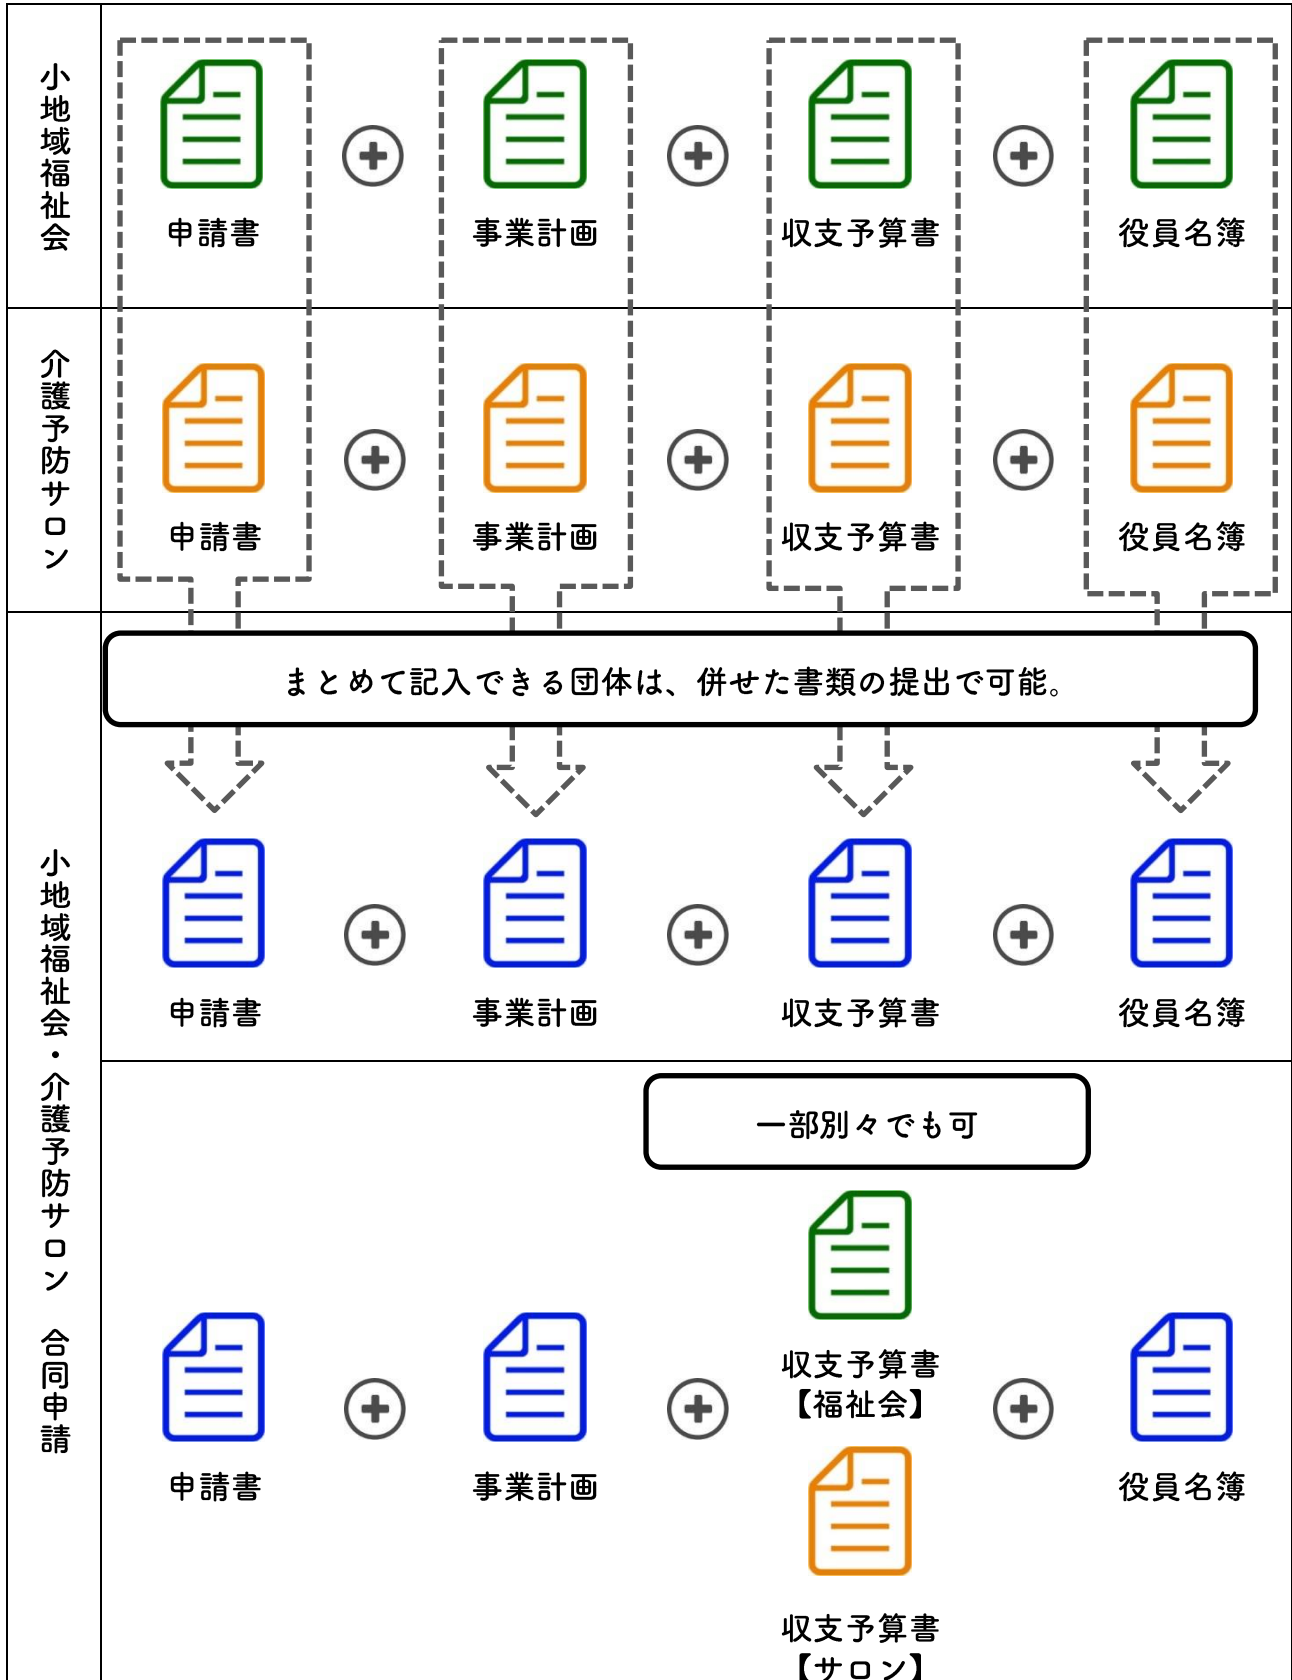 小地域福祉会
申請書
事業計画
収支予算書
役員名簿
介護予防サロン
申請書
事業計画
収支予算書
役員名簿
小地域福祉会・介護予防サロン　合同申請
まとめて記入できる団体は、併せた書類の提出で可能。
申請書
事業計画
収支予算書
役員名簿
一部別々でも可
申請書
事業計画
収支予算書
【福祉会】
収支予算書
【サロン】
役員名簿